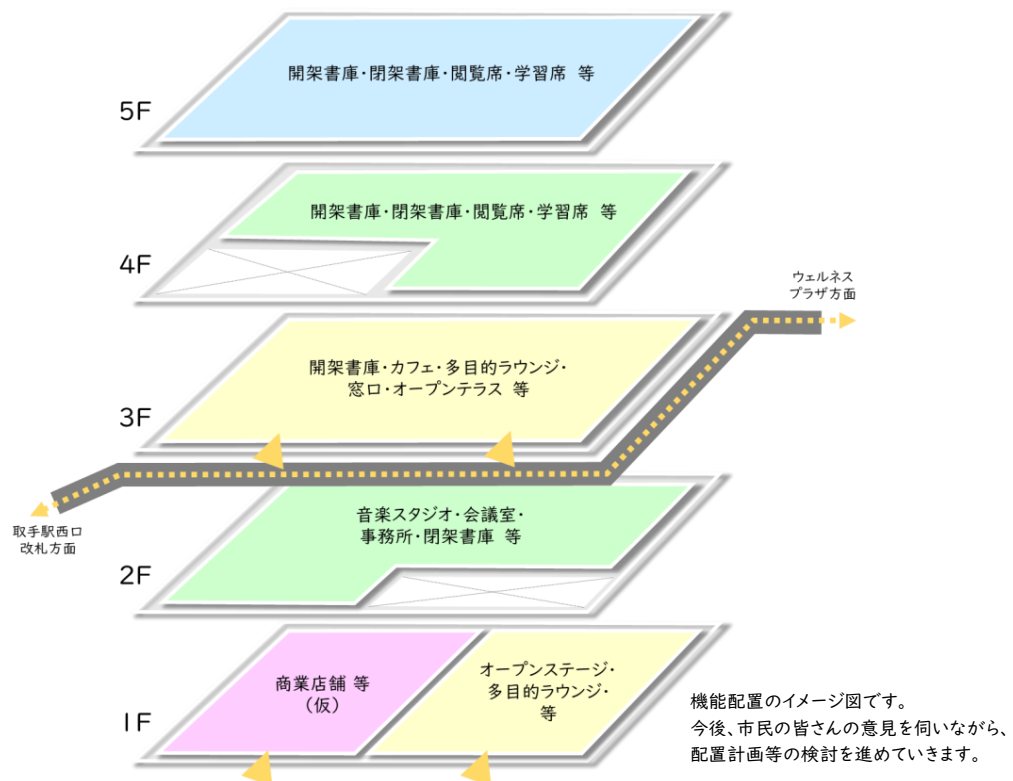 開架書庫・閉架書庫・閲覧席・学習席 等
5F
開架書庫・閉架書庫・閲覧席・学習席 等
4F
ウェルネス
プラザ方面
開架書庫・カフェ・多目的ラウンジ・
窓口・オープンテラス 等
3F
取手駅西口
改札方面
音楽スタジオ・会議室・
事務所・閉架書庫 等
2F
商業店舗 等
（仮）
オープンステージ・
多目的ラウンジ・
等
1F
機能配置のイメージ図です。
今後、市民の皆さんの意見を伺いながら、
配置計画等の検討を進めていきます。